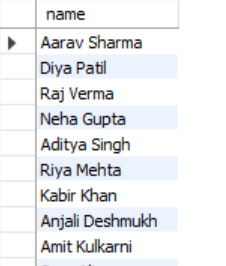 name
Aarav Sharma
Diya Patil
Raj Verma
Neha Gupta
Aditya Singh
Riya Mehta
Kabir Khan
Anjali Deshmukh
Amit Kulkarni